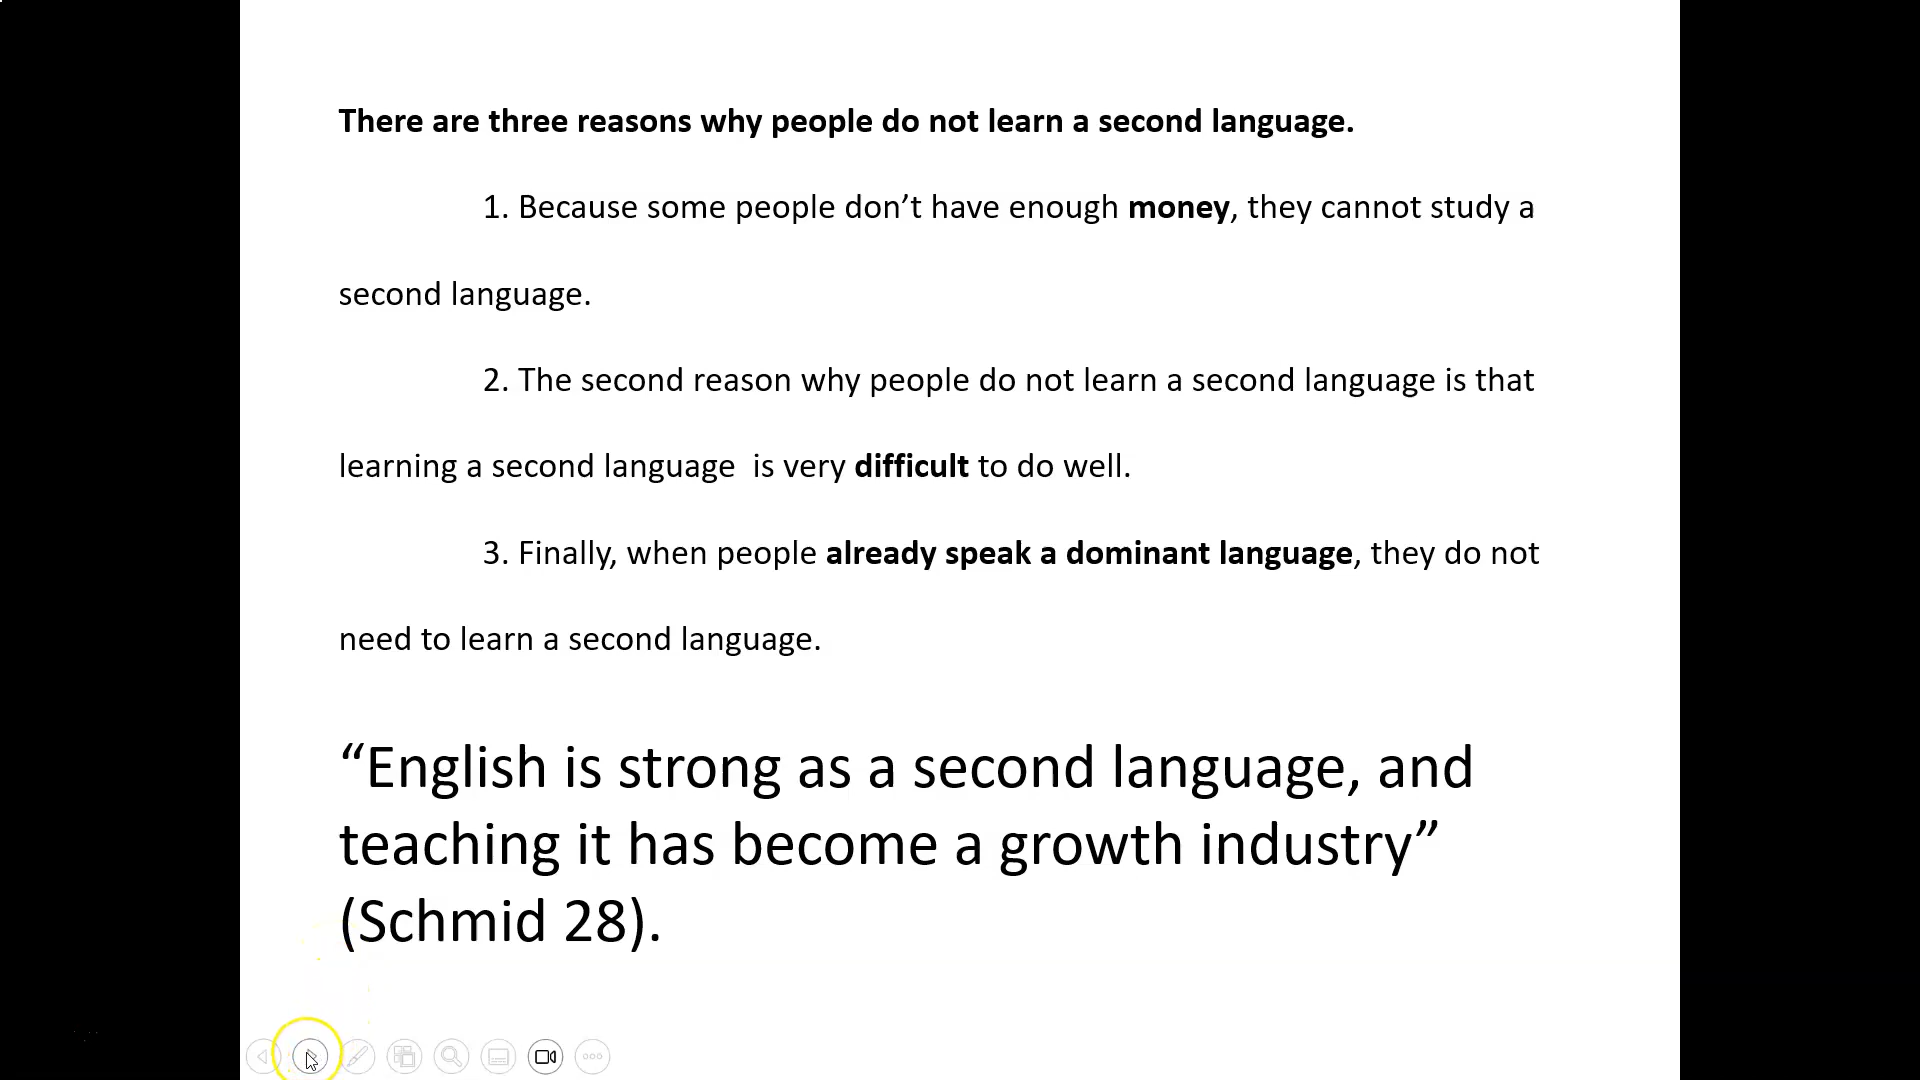 There are three reasons why people do not learn a second language.
1. Because some people don’t have enough money, they cannot study a
second language.
2. The second reason why people do not learn a second language is that
learning a second language  is very difficult to do well.
3. Finally, when people already speak a dominant language, they do not
need to learn a second language.
“English is strong as a second language, and
teaching it has become a growth industry”
(Schmid 28).